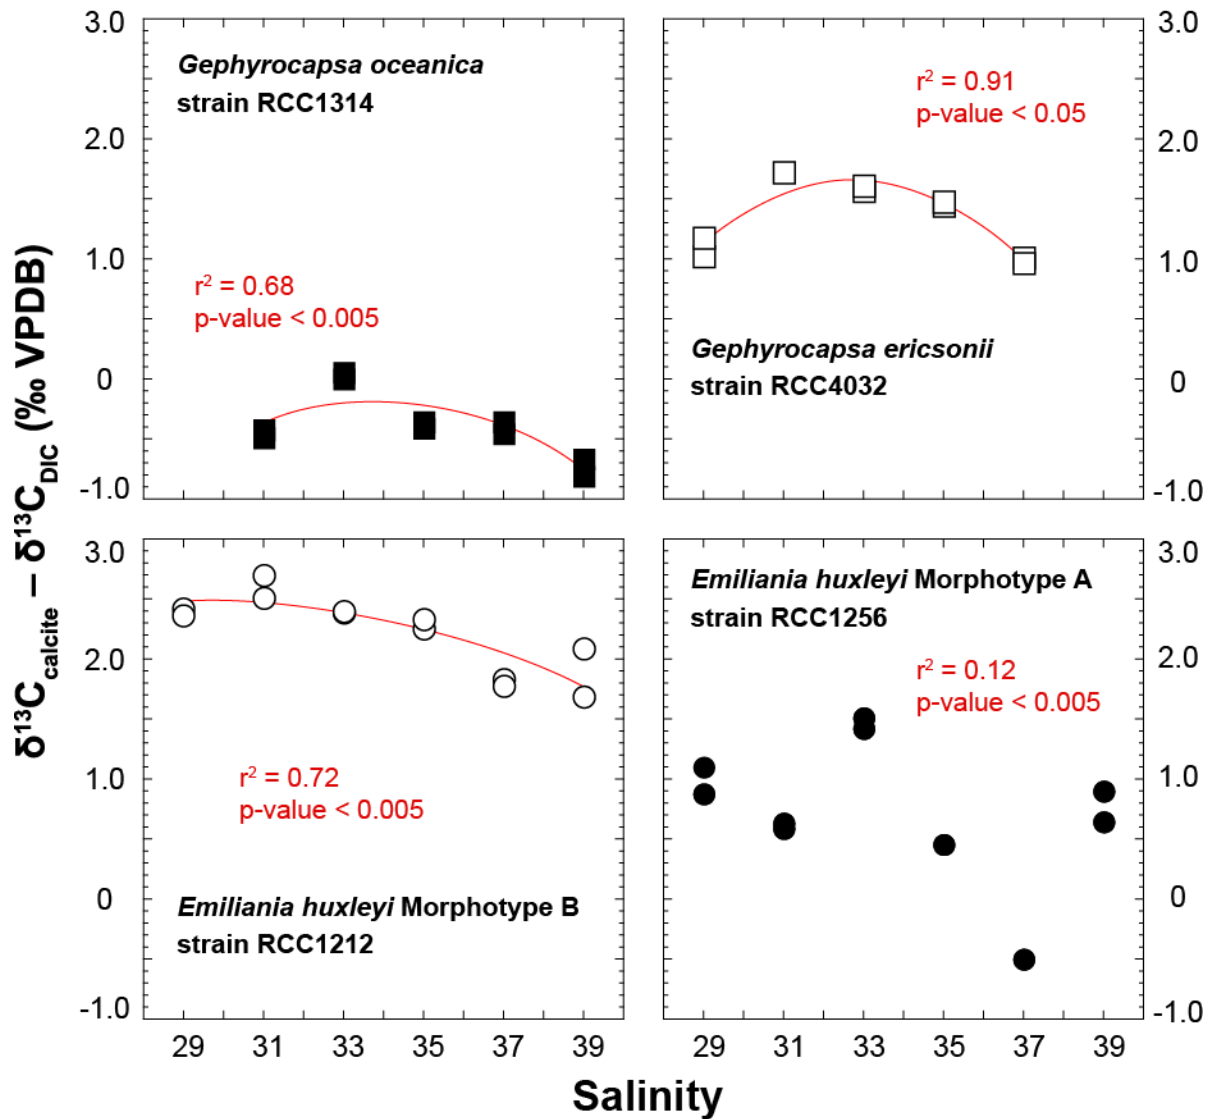 δ¹³C calcite – δ¹³C DIC (‰ VPDB)
3.0
2.0
1.0
0
-1.0
Gephyrocapsa oceanica
strain RCC1314
r² = 0.68
p-value < 0.005
r² = 0.91
p-value < 0.05
Gephyrocapsa ericsonii
strain RCC4032
3.0
2.0
1.0
0
-1.0
3.0
2.0
1.0
0
-1.0
r² = 0.72
p-value < 0.005
Emiliania huxleyi Morphotype B
strain RCC1212
Emiliania huxleyi Morphotype A
strain RCC1256
r² = 0.12
p-value < 0.005
3.0
2.0
1.0
0
-1.0
29 31 33 35 37 39
29 31 33 35 37 39
Salinity